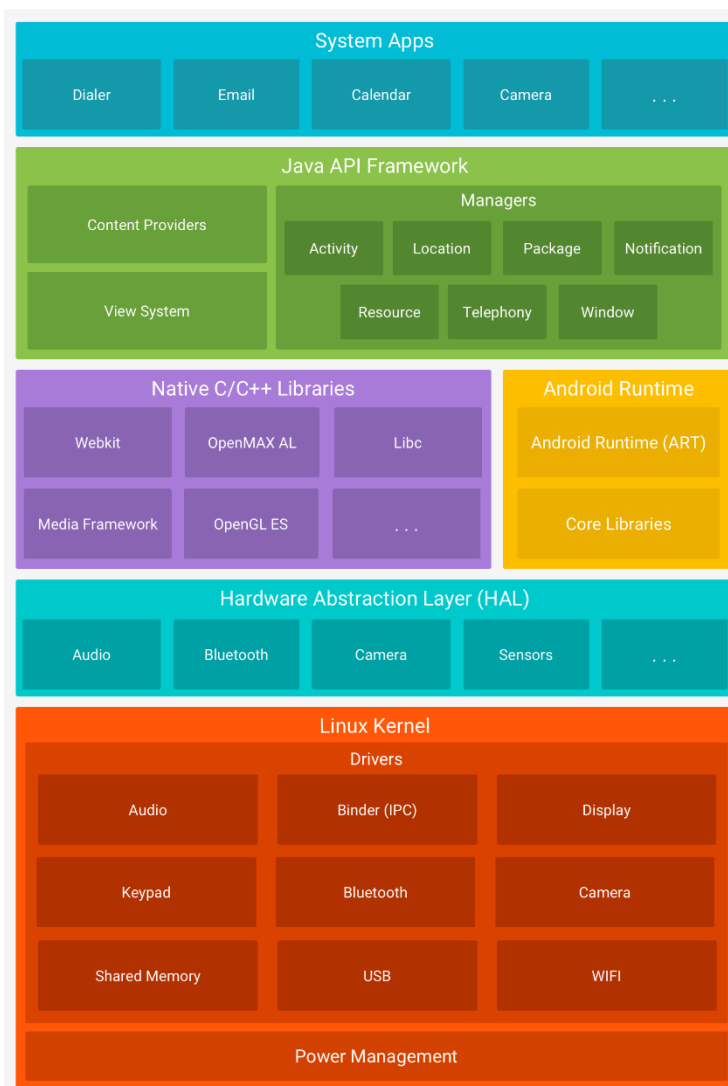 System Apps
Dialer
Email
Calendar
Camera
. . .
Java API Framework
Content Providers
View System
Managers
Activity
Location
Package
Notification
Resource
Telephony
Window
Native C/C++ Libraries
Webkit
OpenMAX AL
Libc
Media Framework
OpenGL ES
. . .
Android Runtime
Android Runtime (ART)
Core Libraries
Hardware Abstraction Layer (HAL)
Audio
Bluetooth
Camera
Sensors
. . .
Linux Kernel
Drivers
Audio
Binder (IPC)
Display
Keypad
Bluetooth
Camera
Shared Memory
USB
WIFI
Power Management